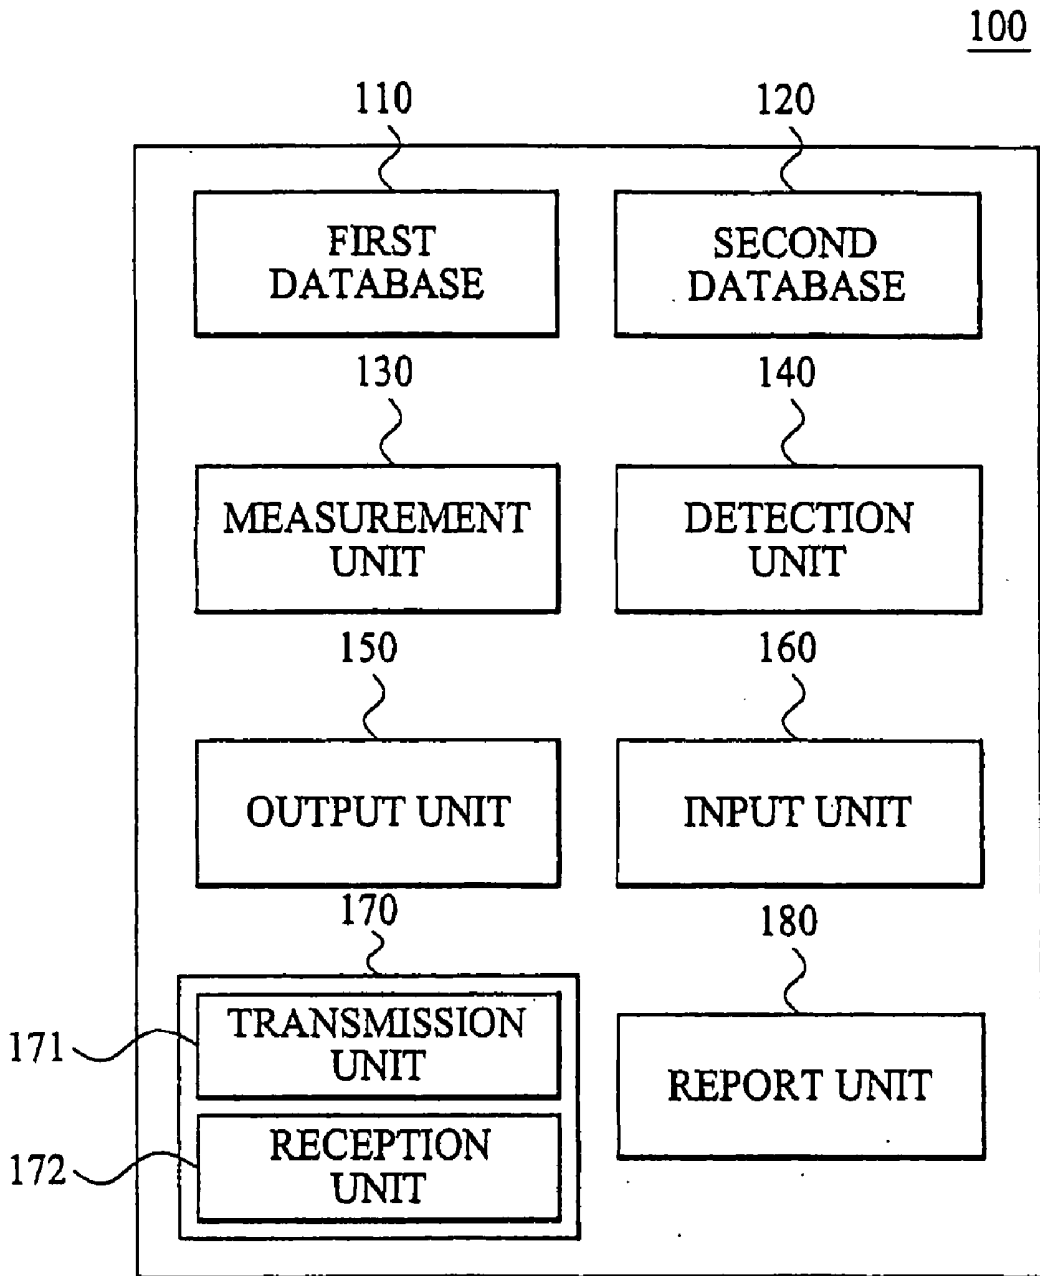 100
110
120
FIRST
DATABASE
SECOND
DATABASE
130
140
MEASUREMENT
UNIT
DETECTION
UNIT
150
160
OUTPUT UNIT
INPUT UNIT
170
180
171
TRANSMISSION
UNIT
REPORT UNIT
172
RECEPTION
UNIT